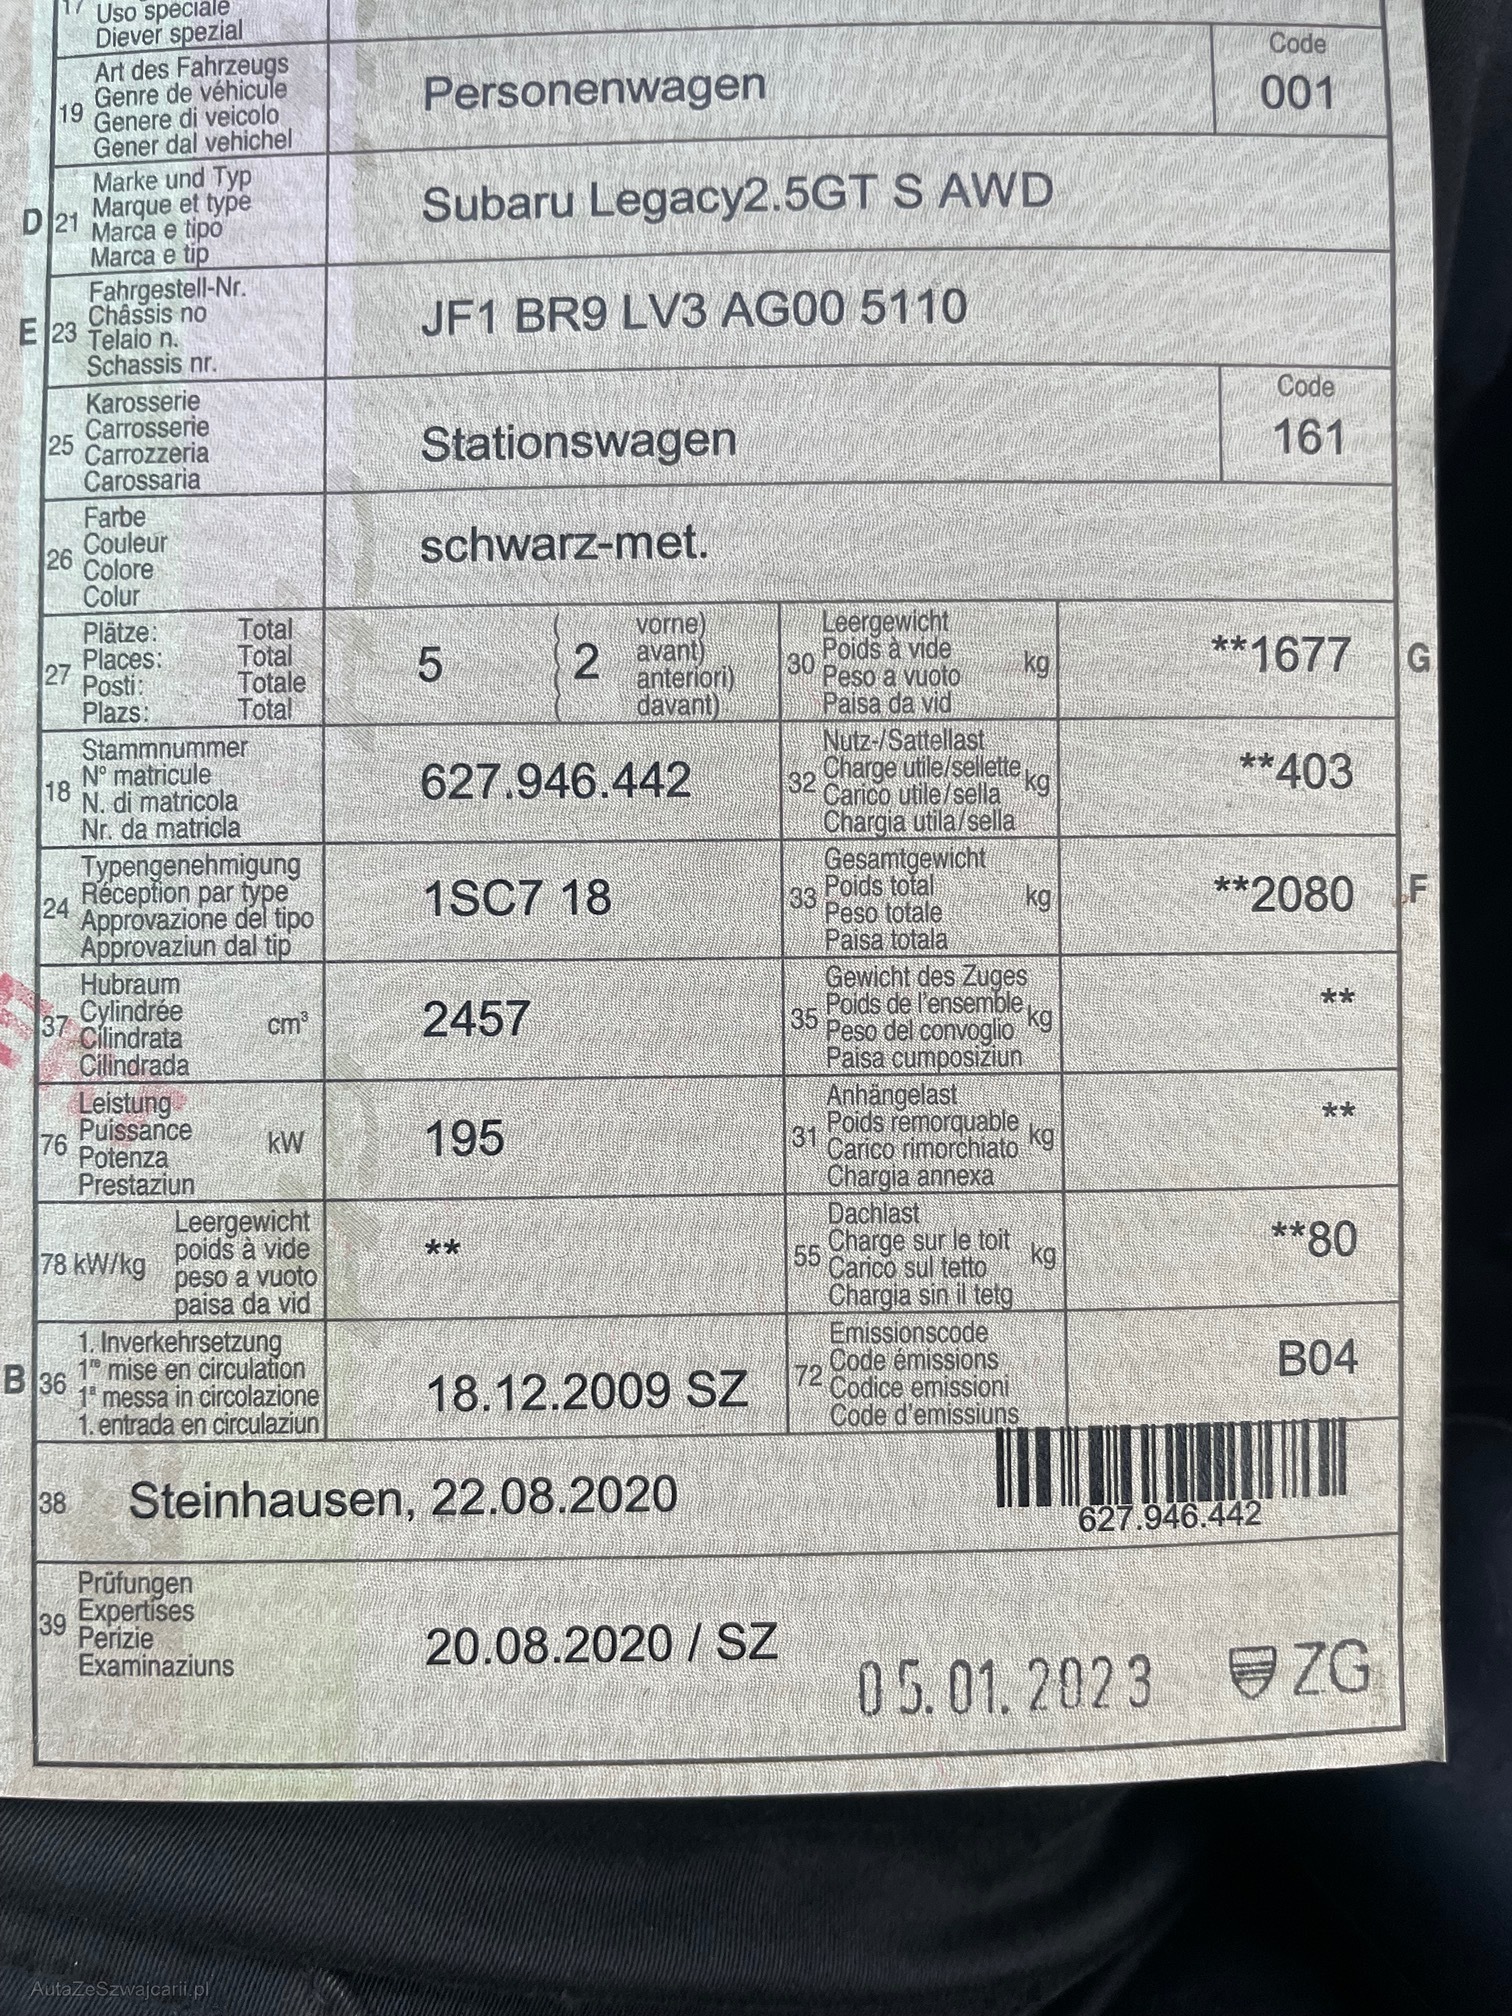 17 Uso speciale
Diever spezial
19 Art des Fahrzeugs
Genre de véhicule
Genere di veicolo
Gener dal vehichel
Personenwagen
Code
001
D 21 Marke und Typ
Marque et type
Marca e tipo
Marca e tip
Subaru Legacy2.5GT S AWD
E 23 Fahrgestell-Nr.
Châssis no
Telaio n.
Schassis nr.
JF1 BR9 LV3 AG00 5110
25 Karosserie
Carrosserie
Carrozzeria
Carossaria
Stationswagen
Code
161
26 Farbe
Couleur
Colore
Colur
schwarz-met.
27 Plätze: Total
Places: Total
Posti: Totale
Plazs: Total
5 ( 2 vorne)
avant)
anteriori)
davant)
30 Leergewicht
Poids à vide
Peso a vuoto
Paisa da vid
kg
**1677 G
18 Stammnummer
N° matricule
N. di matricola
Nr. da matricla
627.946.442
32 Nutz-/Sattellast
Charge utile/sellette
Carico utile/sella
Chargia utila/sella
kg
**403
24 Typengenehmigung
Réception par type
Approvazione del tipo
Approvaziun dal tip
1SC7 18
33 Gesamtgewicht
Poids total
Peso totale
Paisa totala
kg
**2080 F
37 Hubraum
Cylindrée
Cilindrata
Cilindrada
cm³
2457
35 Gewicht des Zuges
Poids de l'ensemble
Peso del convoglio
Paisa cumposiziun
kg
**
76 Leistung
Puissance
Potenza
Prestaziun
kW
195
31 Anhängelast
Poids remorquable
Carico rimorchiato
Chargia annexa
kg
**
78 kW/kg Leergewicht
poids à vide
peso a vuoto
paisa da vid
**
55 Dachlast
Charge sur le toit
Carico sul tetto
Chargia sin il tetg
kg
**80
B 36 1. Inverkehrsetzung
1re mise en circulation
1a messa in circolazione
1. entrada en circulaziun
18.12.2009 SZ
72 Emissionscode
Code émissions
Codice emissioni
Code d'emissiuns
B04
38 Steinhausen, 22.08.2020
627.946.442
39 Prüfungen
Expertises
Perizie
Examinaziuns
20.08.2020 / SZ
05.01.2023 ZG
AutaZeSzwajcarii.pl